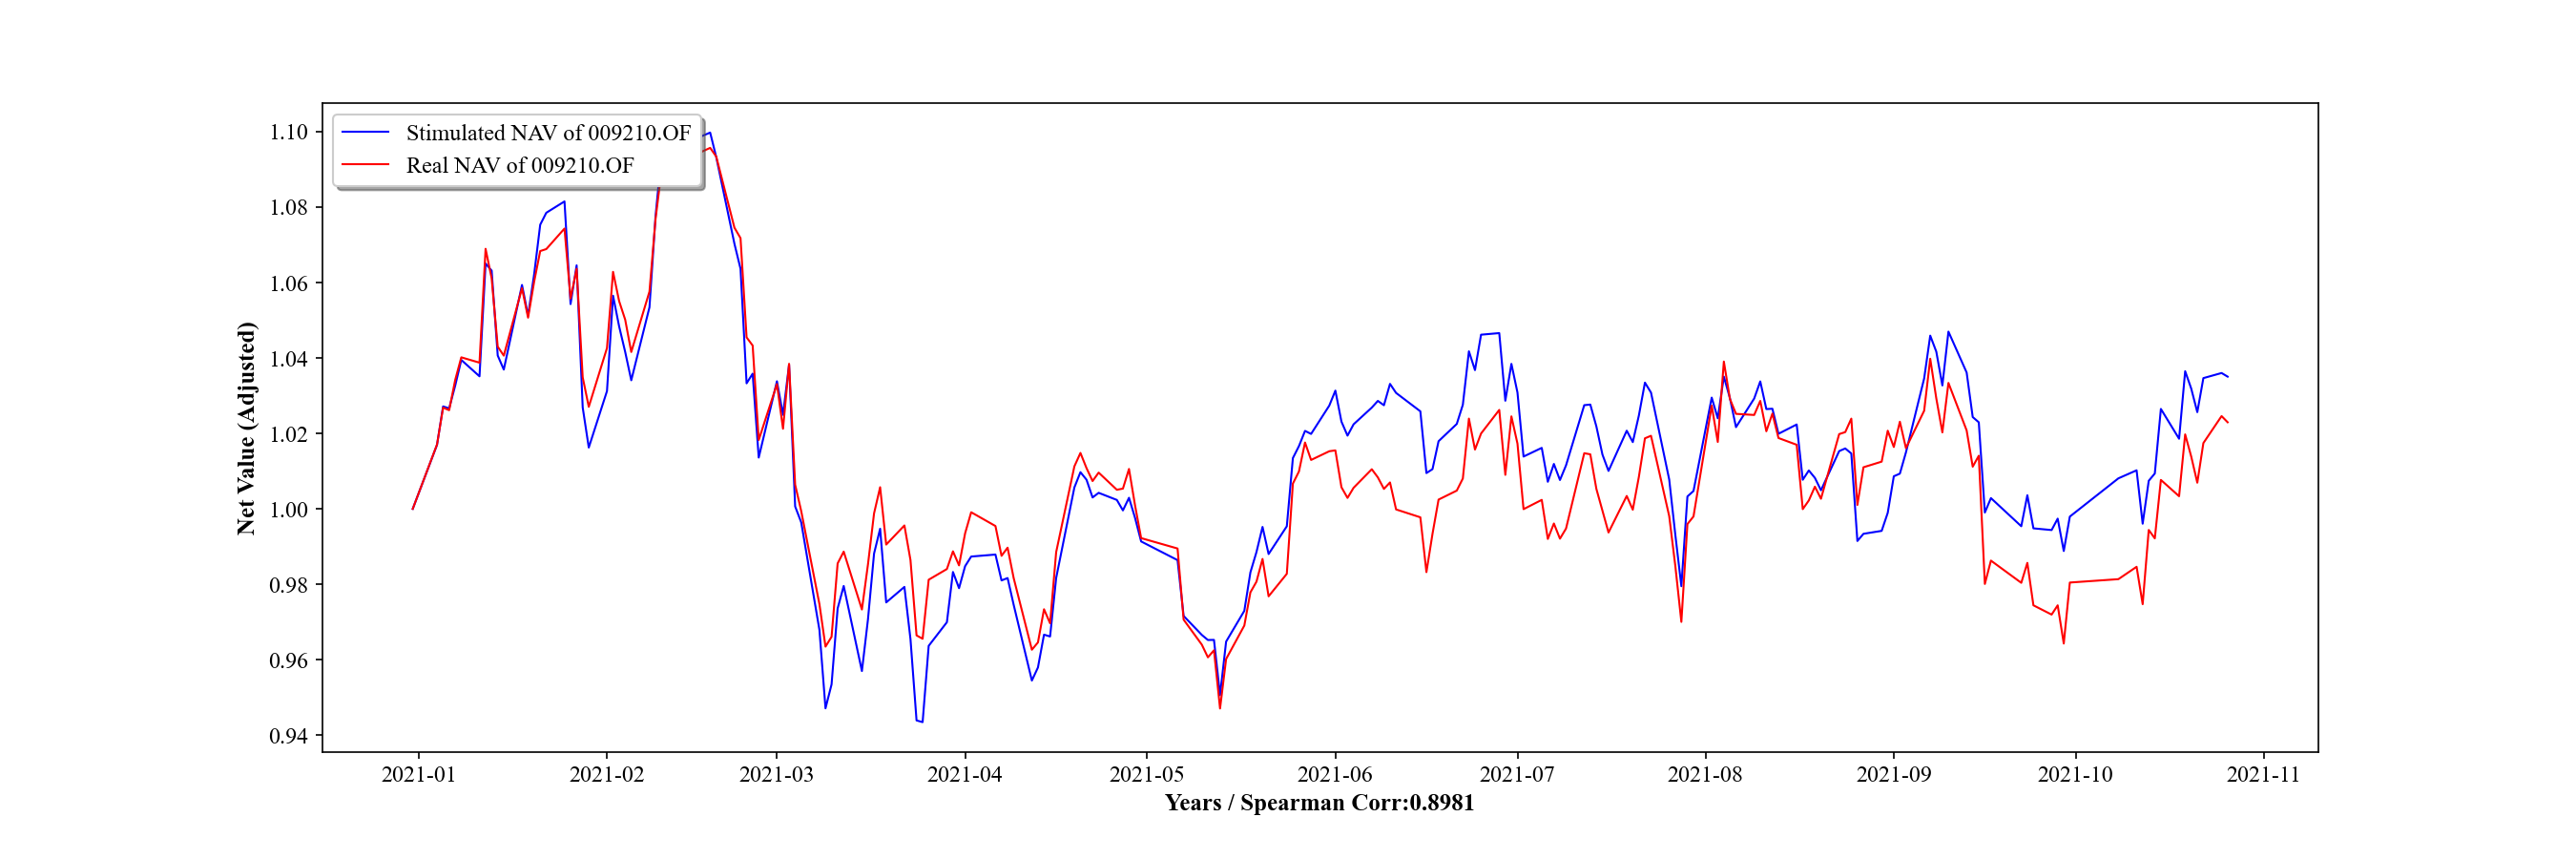 Stimulated NAV of 009210.OF
Real NAV of 009210.OF
Net Value (Adjusted)
1.10
1.08
1.06
1.04
1.02
1.00
0.98
0.96
0.94
2021-01 2021-02 2021-03 2021-04 2021-05 2021-06 2021-07 2021-08 2021-09 2021-10 2021-11
Years / Spearman Corr:0.8981